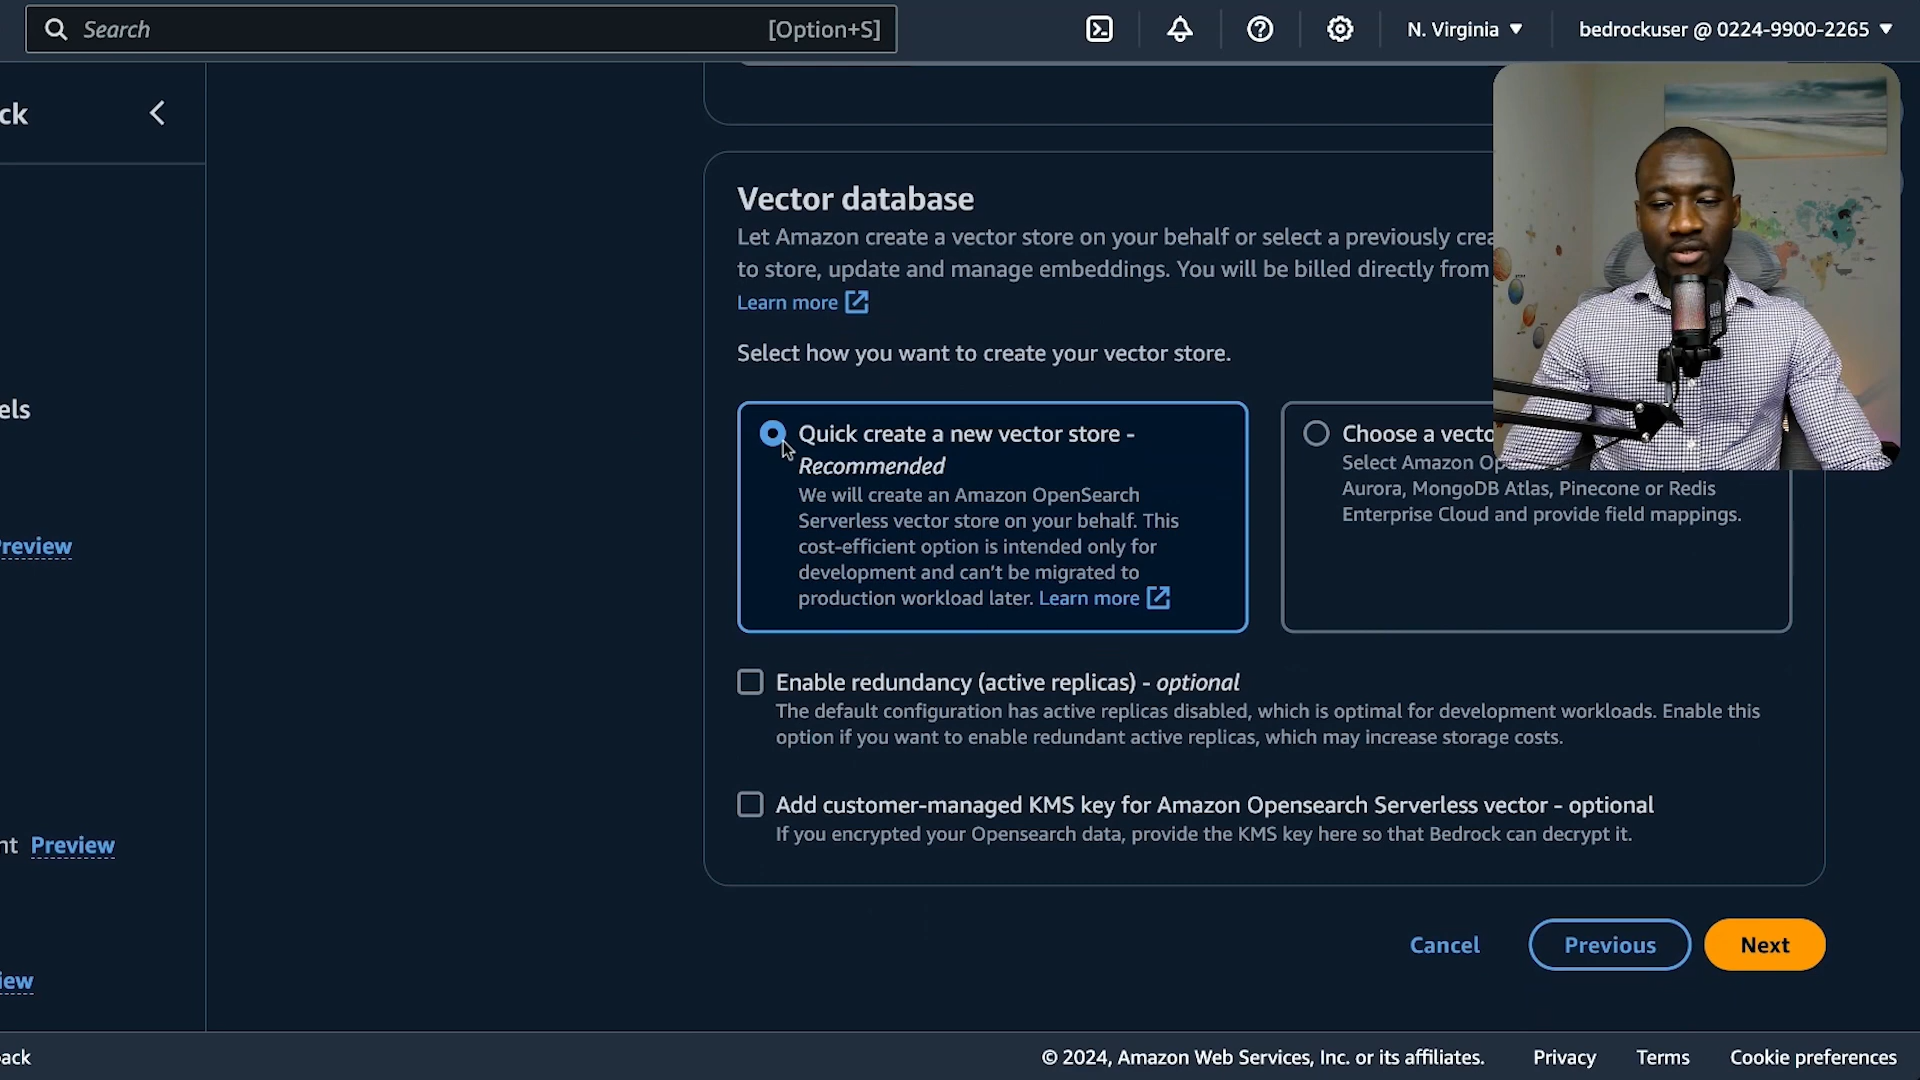 Search
[Option+S]
N. Virginia
bedrockuser @ 0224-9900-2265
ck
Vector database
Let Amazon create a vector store on your behalf or select a previously crea
to store, update and manage embeddings. You will be billed directly from
Learn more
Select how you want to create your vector store.
els
Quick create a new vector store -
Recommended
We will create an Amazon OpenSearch
Serverless vector store on your behalf. This
cost-efficient option is intended only for
development and can't be migrated to
production workload later. Learn more
Choose a vecto
Select Amazon Op
Aurora, MongoDB Atlas, Pinecone or Redis
Enterprise Cloud and provide field mappings.
review
Enable redundancy (active replicas) - optional
The default configuration has active replicas disabled, which is optimal for development workloads. Enable this
option if you want to enable redundant active replicas, which may increase storage costs.
Add customer-managed KMS key for Amazon Opensearch Serverless vector - optional
If you encrypted your Opensearch data, provide the KMS key here so that Bedrock can decrypt it.
nt Preview
Cancel
Previous
Next
iew
ack
© 2024, Amazon Web Services, Inc. or its affiliates.
Privacy
Terms
Cookie preferences